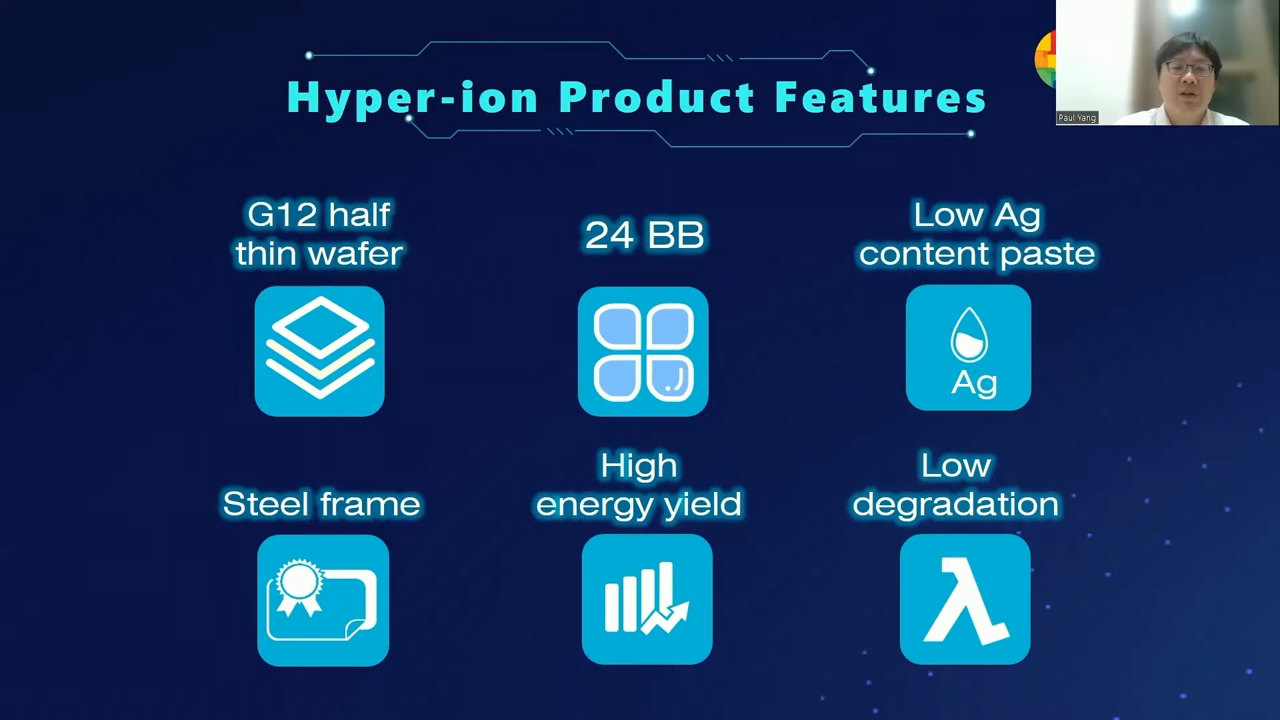 Hyper-ion Product Features
Paul Yang
G12 half
thin wafer
24 BB
Low Ag
content paste
Ag
Steel frame
High
energy yield
Low
degradation
λ